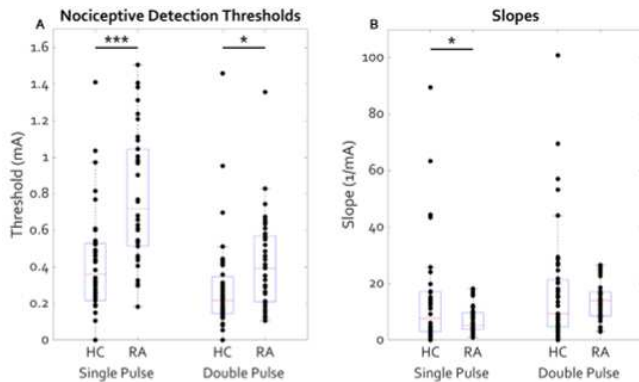 A Nociceptive Detection Thresholds
1.6
1.4
1.2
1
0.8
0.6
0.4
0.2
0
Threshold (mA)
***
*
HC RA HC RA
Single Pulse Double Pulse
B Slopes
100
80
60
40
20
0
Slope (1/mA)
*
HC RA HC RA
Single Pulse Double Pulse